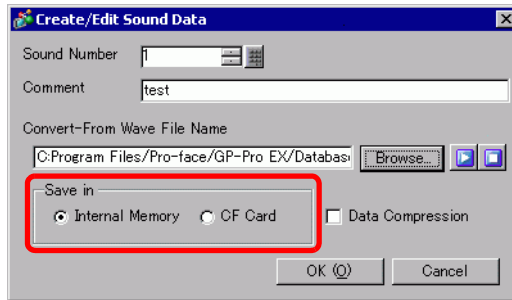 Create/Edit Sound Data
Sound Number 1
Comment test
Convert-From Wave File Name
C:Program Files/Pro-face/GP-Pro EX/Databas Browse...
Save in
Internal Memory CF Card Data Compression
OK (O) Cancel